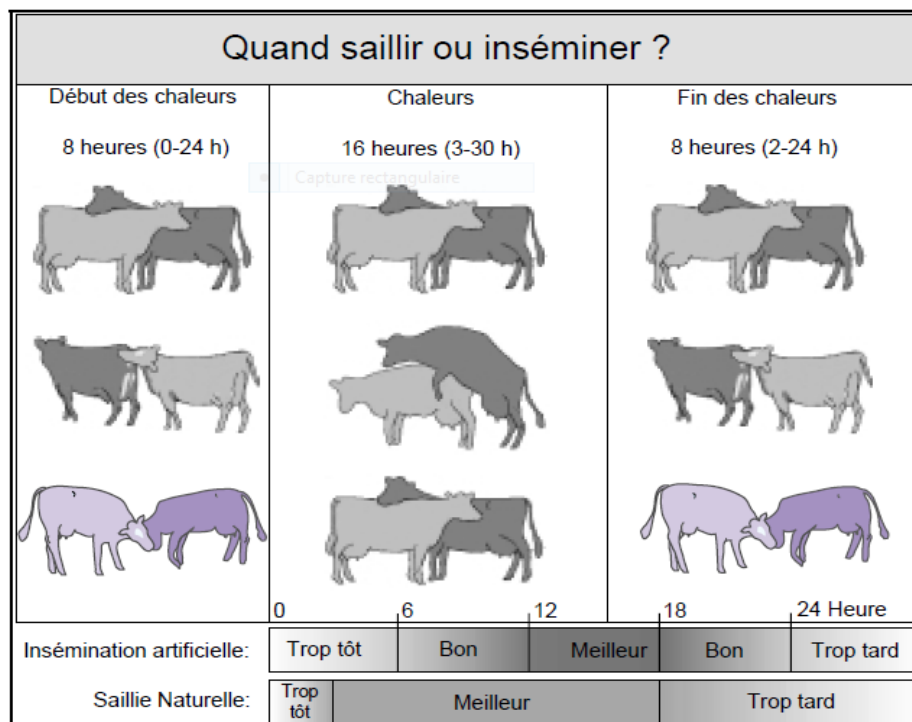 Quand saillir ou inséminer ?
Début des chaleurs
8 heures (0-24 h)
Chaleurs
16 heures (3-30 h)
Fin des chaleurs
8 heures (2-24 h)
Capture rectangulaire
0 6 12 18 24 Heure
Insémination artificielle: Trop tôt Bon Meilleur Bon Trop tard
Saillie Naturelle: Trop tôt Meilleur Trop tard